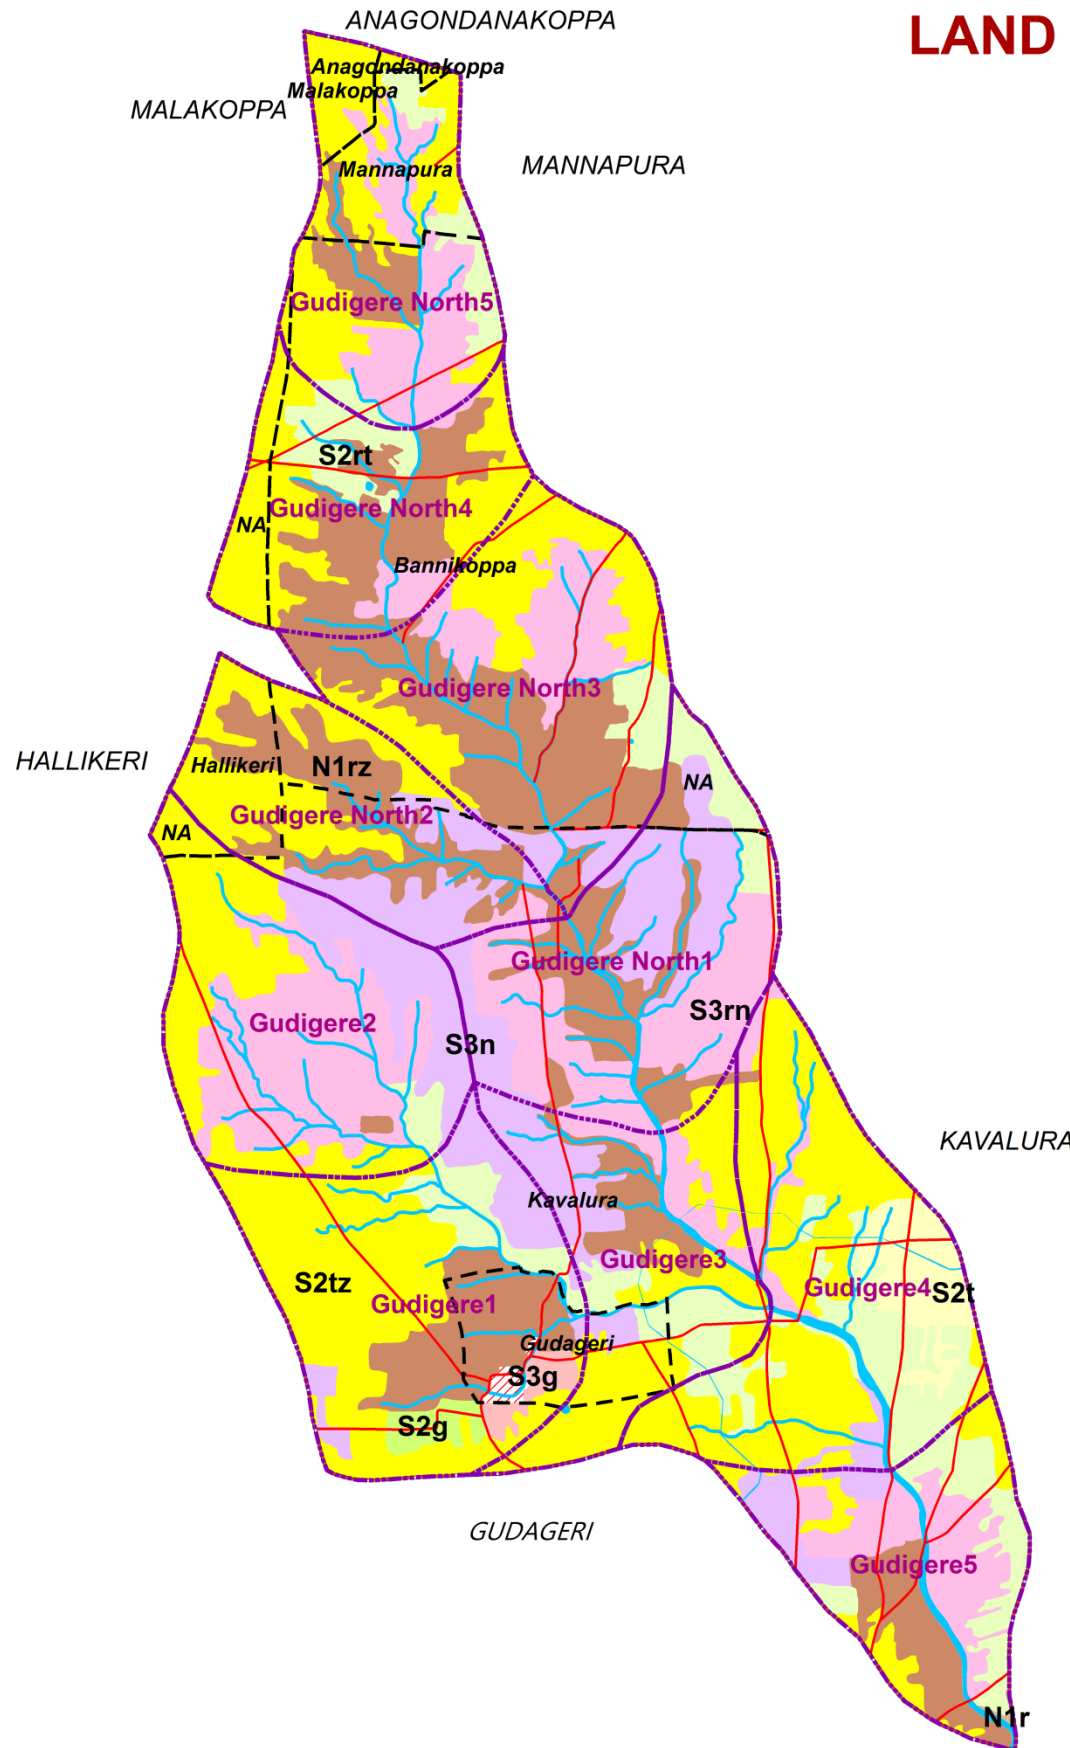 ANAGONDANAKOPPA
LAND
Anagondanakoppa
Malakoppa
MALAKOPPA
Mannapura
MANNAPURA
Gudigere North5
S2rt
Gudigere North4
NA
Bannikoppa
Gudigere North3
HALLIKERI
Hallikeri
N1rz
NA
Gudigere North2
NA
Gudigere North1
S3rn
Gudigere2
S3n
KAVALURA
Kavalura
Gudigere3
S2tz
Gudigere4
S2t
Gudigere1
Gudageri
S3g
S2g
GUDAGERI
Gudigere5
N1r